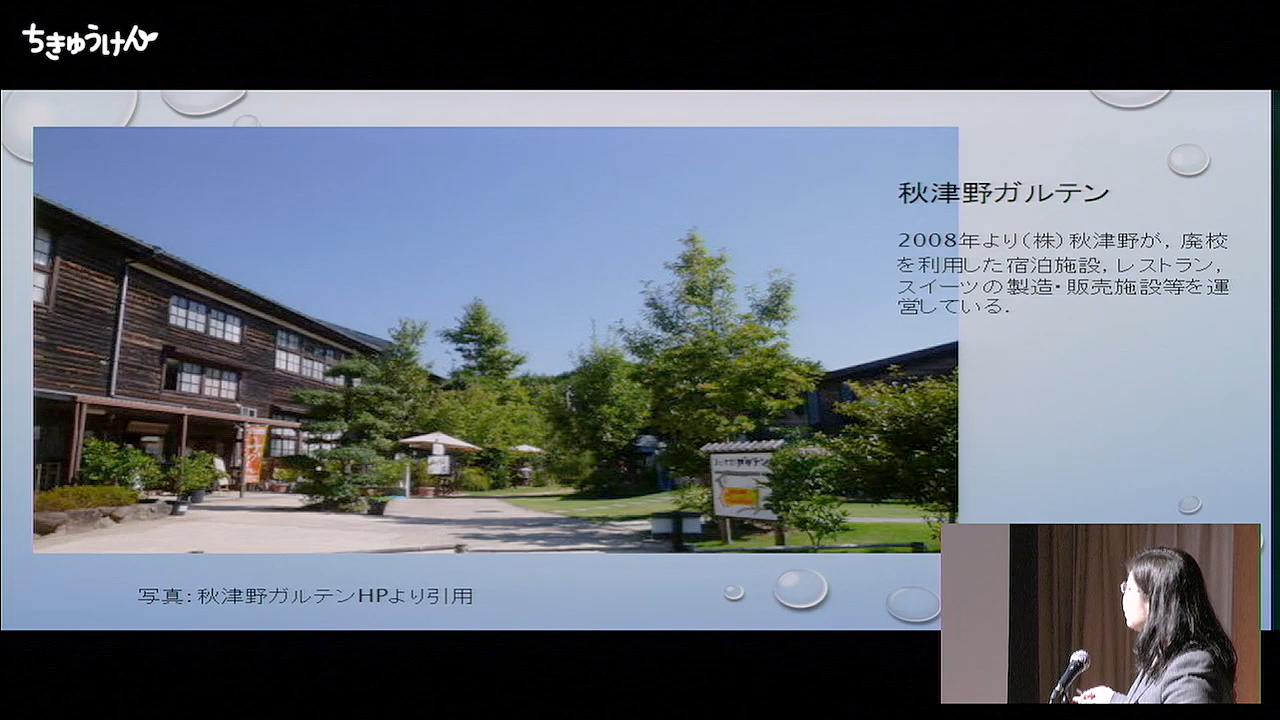 ちきゅうけん
秋津野ガルテン
2008年より(株)秋津野が，廃校
を利用した宿泊施設，レストラン，
スイーツの製造・販売施設等を運
営している．
写真：秋津野ガルテンHPより引用